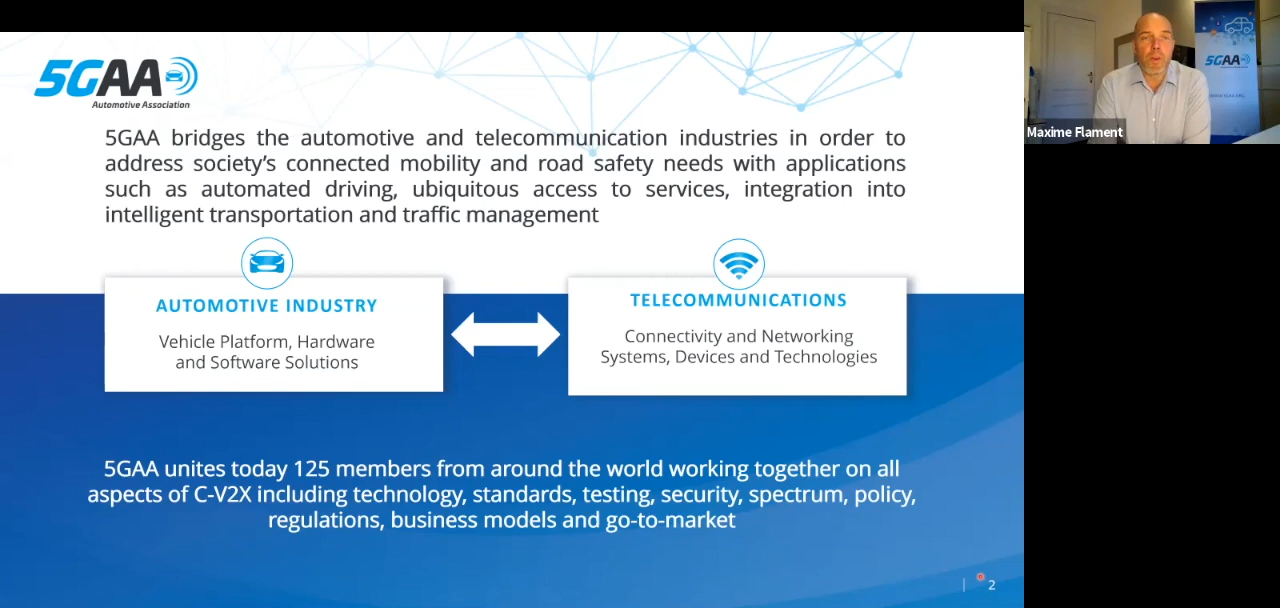 5GAA
Automotive Association
5GAA bridges the automotive and telecommunication industries in order to
address society's connected mobility and road safety needs with applications
such as automated driving, ubiquitous access to services, integration into
intelligent transportation and traffic management
AUTOMOTIVE INDUSTRY
Vehicle Platform, Hardware
and Software Solutions
TELECOMMUNICATIONS
Connectivity and Networking
Systems, Devices and Technologies
5GAA unites today 125 members from around the world working together on all
aspects of C-V2X including technology, standards, testing, security, spectrum, policy,
regulations, business models and go-to-market
| 2
5GAA
Maxime Flament